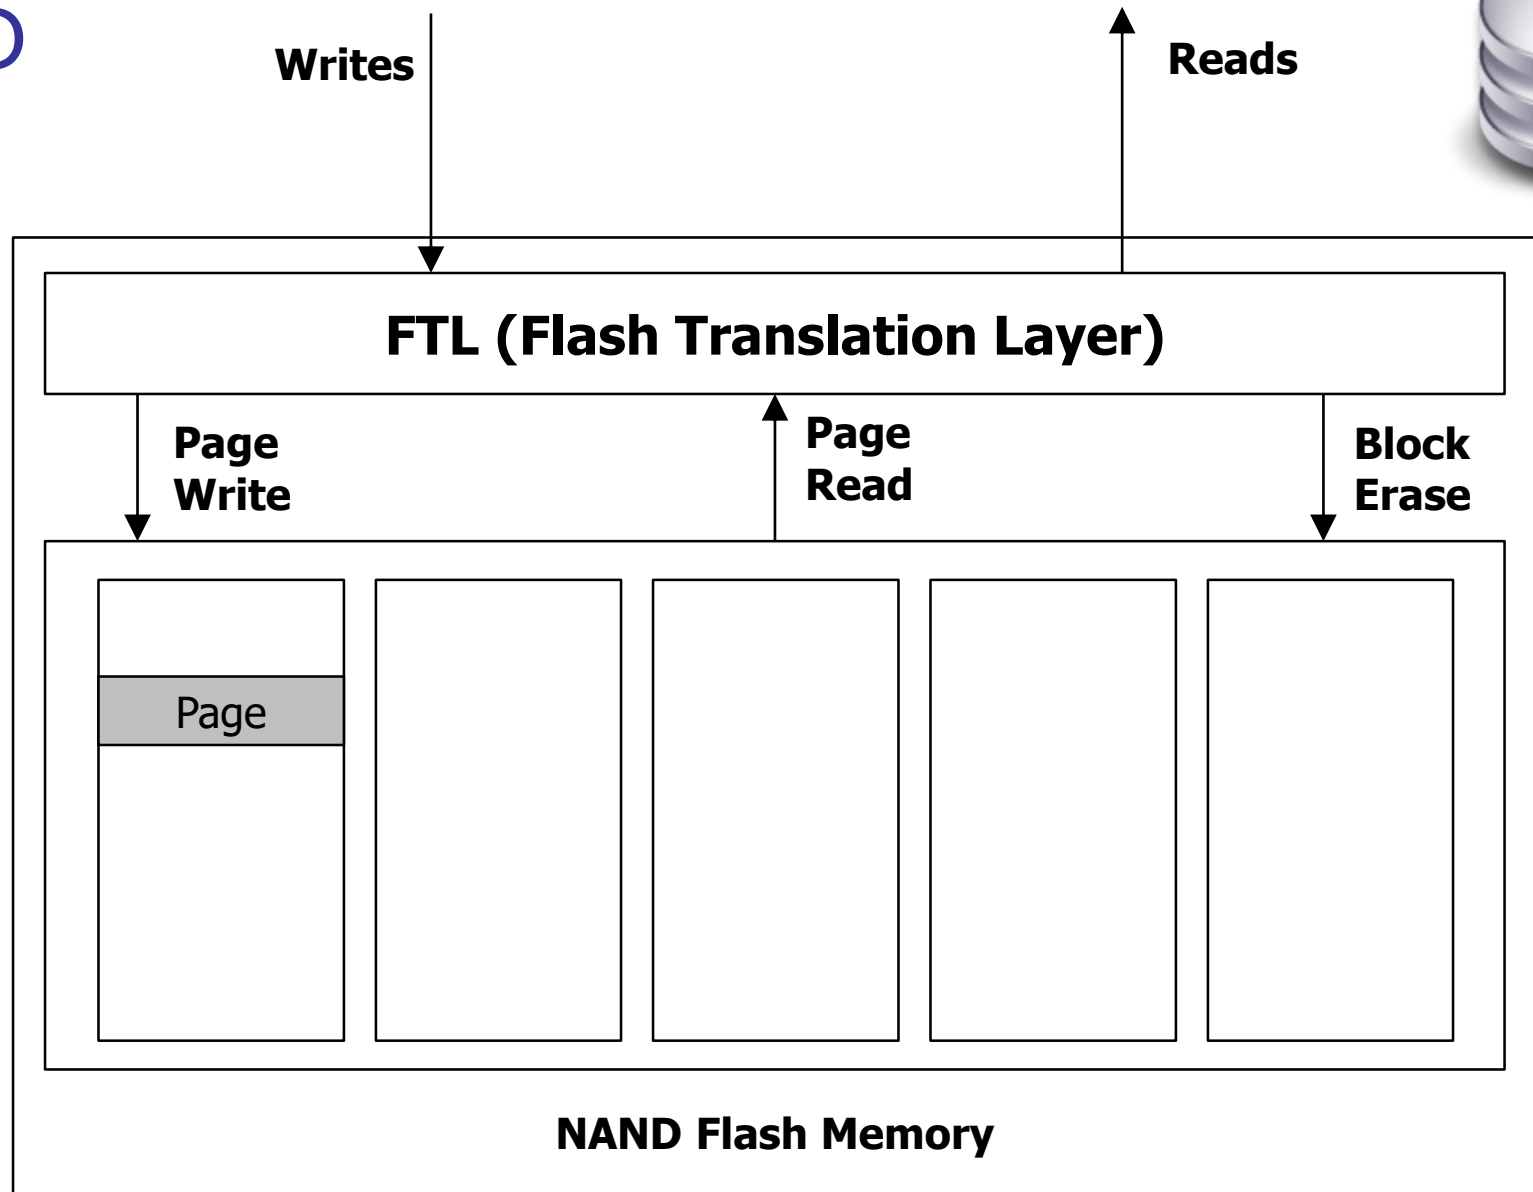 Writes
Reads
FTL (Flash Translation Layer)
Page
Write
Page
Read
Block
Erase
Page
NAND Flash Memory